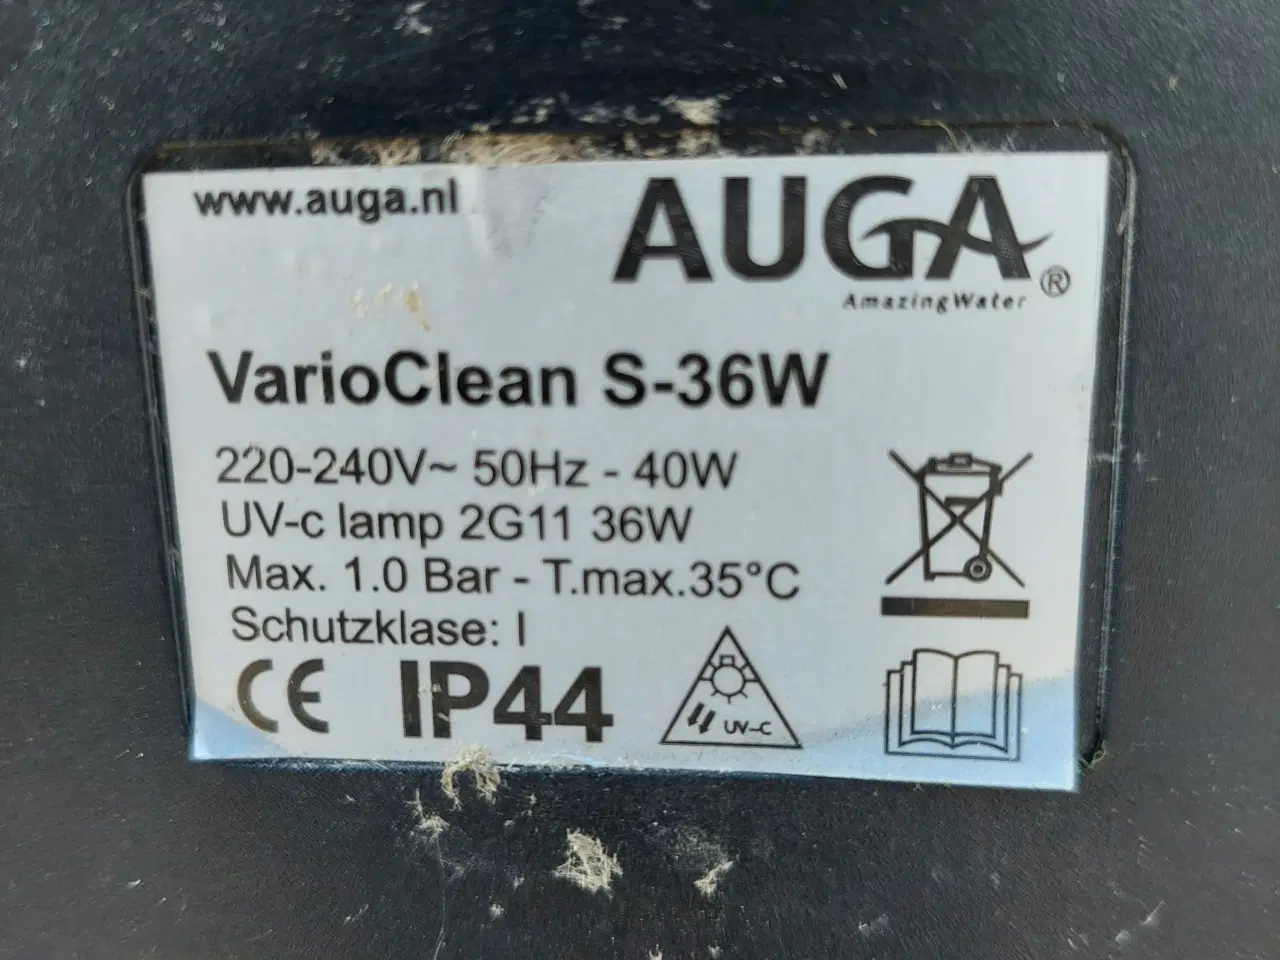 www.auga.nl
AUGA®
AmazingWater
VarioClean S-36W
220-240V~ 50Hz - 40W
UV-c lamp 2G11 36W
Max. 1.0 Bar - T.max.35°C
Schutzklase: I
CE IP44
UV-C